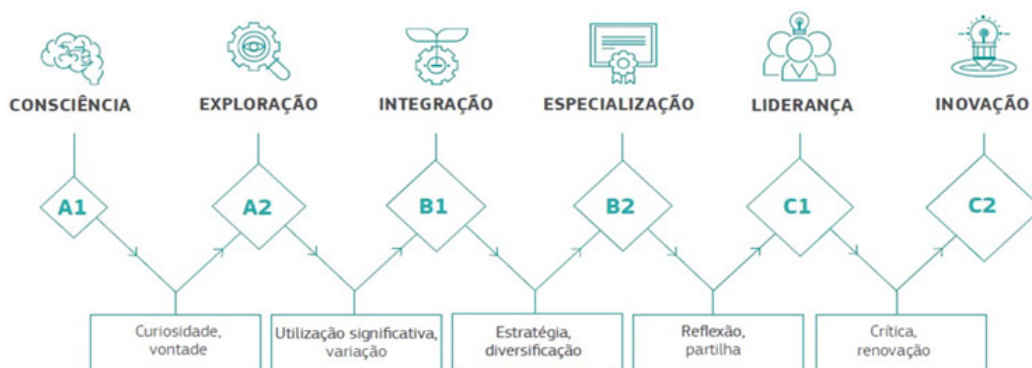 CONSCIÊNCIA
EXPLORAÇÃO
INTEGRAÇÃO
ESPECIALIZAÇÃO
LIDERANÇA
INOVAÇÃO
A1
A2
B1
B2
C1
C2
Curiosidade,
vontade
Utilização significativa,
variação
Estratégia,
diversificação
Reflexão,
partilha
Crítica,
renovação